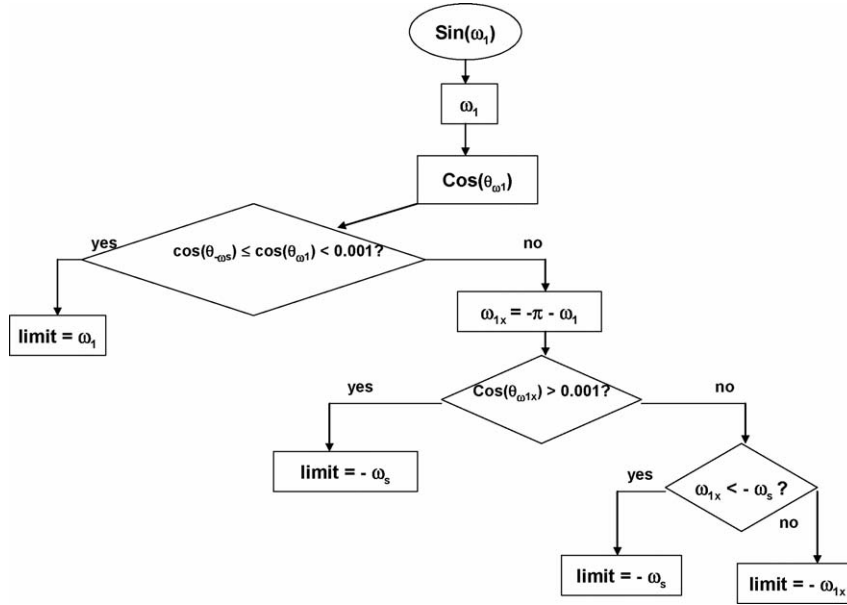 Sin(ω₁)
ω₁
Cos(θω₁)
cos(θ-ωs) ≤ cos(θω1) < 0.001?
yes
no
limit = ω₁
ω₁ₓ = -π - ω₁
Cos(θω1x) > 0.001?
yes
no
limit = - ωₛ
ω₁ₓ < - ωₛ ?
yes
no
limit = - ωₛ
limit = - ω₁ₓ